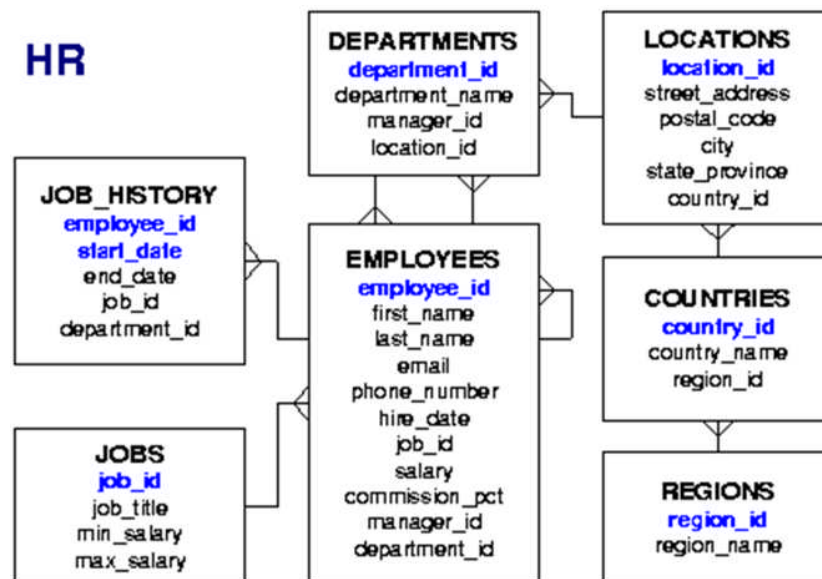 HR
DEPARTMENTS
department_id
department_name
manager_id
location_id
LOCATIONS
location_id
street_address
postal_code
city
state_province
country_id
JOB_HISTORY
employee_id
start_date
end_date
job_id
department_id
EMPLOYEES
employee_id
first_name
last_name
email
phone_number
hire_date
job_id
salary
commission_pct
manager_id
department_id
COUNTRIES
country_id
country_name
region_id
JOBS
job_id
job_title
min_salary
max_salary
REGIONS
region_id
region_name